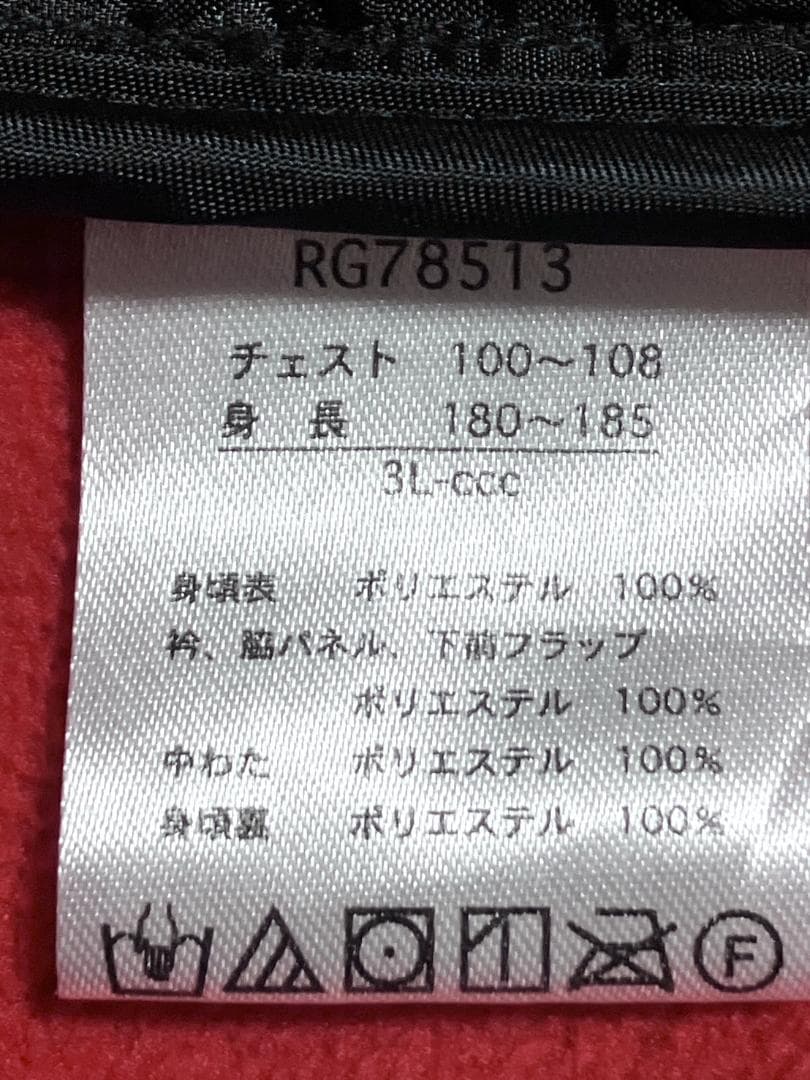 RG78513
チェスト 100～108
身 長 180～185
3L-ccc
身頃表 ポリエステル 100%
衿、脇パネル、下前フラップ
ポリエステル 100%
中わた ポリエステル 100%
身頃裏 ポリエステル 100%
F